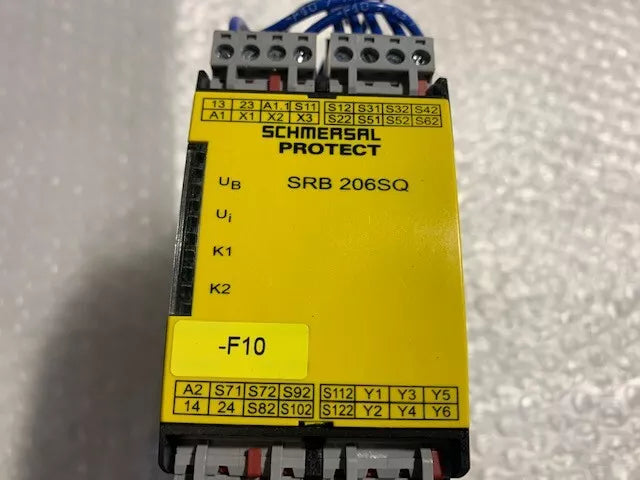 -F10 -F10
13 23 A1.1 S11 S12 S31 S32 S42
A1 X1 X2 X3 S22 S51 S52 S62
SCHMERSAL
PROTECT
UB SRB 206SQ
Ui
K1
K2
-F10
A2 S71 S72 S92 S112 Y1 Y3 Y5
14 24 S82 S102 S122 Y2 Y4 Y6